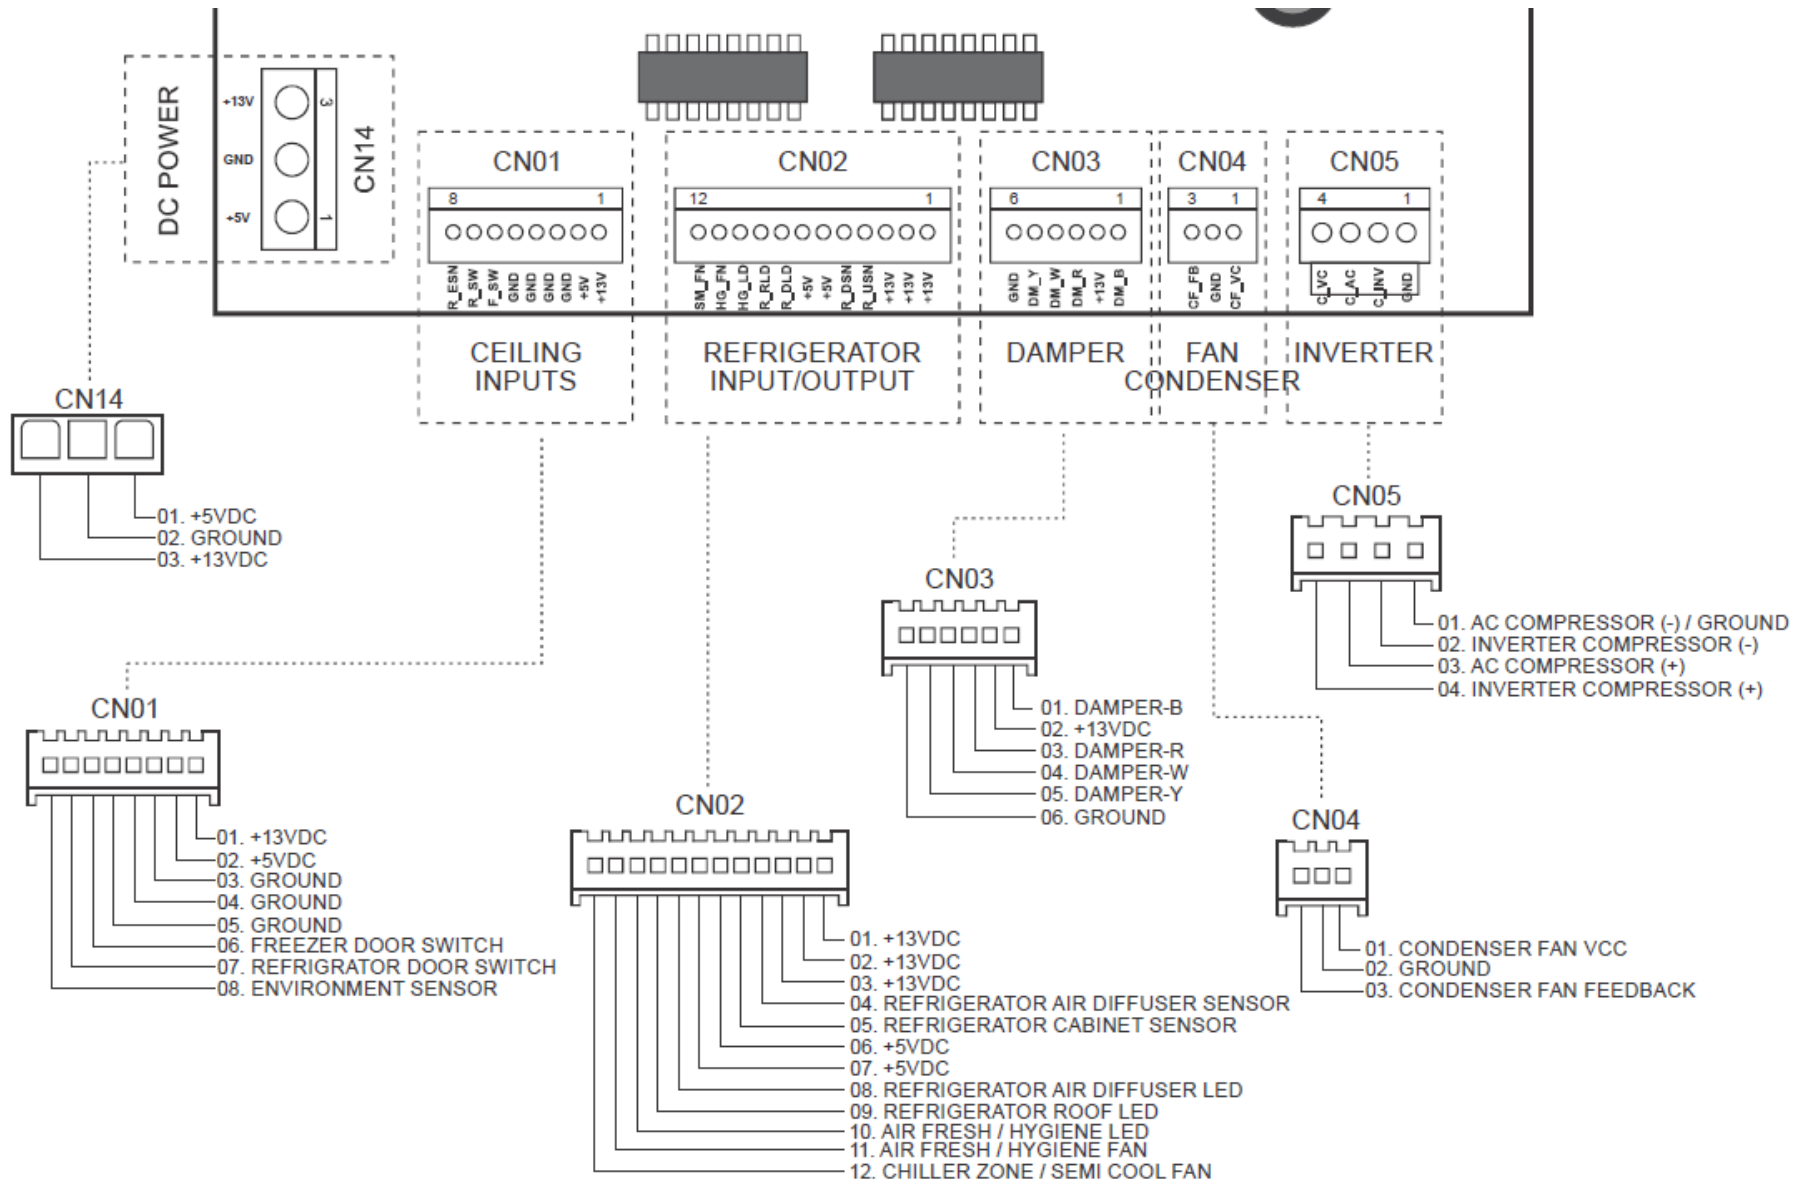 DC POWER
+13V
GND
+5V
3
1
CN14
CN01
8 1
R_ESN
R_SW
F_SW
GND
GND
GND
GND
+5V
+13V
CEILING
INPUTS
CN02
12 1
SM_FN
HG_FN
HG_LD
R_RLD
R_DLD
+5V
+5V
R_DSN
R_USN
+13V
+13V
+13V
REFRIGERATOR
INPUT/OUTPUT
CN03
6 1
GND
DM_Y
DM_W
DM_R
+13V
DM_B
DAMPER
CN04
3 1
CF_FB
GND
CF_VC
FAN
CONDENSER
CN05
4 1
C_VC
C_AC
C_INV
GND
INVERTER
CN14
01. +5VDC
02. GROUND
03. +13VDC
CN01
01. +13VDC
02. +5VDC
03. GROUND
04. GROUND
05. GROUND
06. FREEZER DOOR SWITCH
07. REFRIGRATOR DOOR SWITCH
08. ENVIRONMENT SENSOR
CN02
01. +13VDC
02. +13VDC
03. +13VDC
04. REFRIGERATOR AIR DIFFUSER SENSOR
05. REFRIGERATOR CABINET SENSOR
06. +5VDC
07. +5VDC
08. REFRIGERATOR AIR DIFFUSER LED
09. REFRIGERATOR ROOF LED
10. AIR FRESH / HYGIENE LED
11. AIR FRESH / HYGIENE FAN
12. CHILLER ZONE / SEMI COOL FAN
CN03
01. DAMPER-B
02. +13VDC
03. DAMPER-R
04. DAMPER-W
05. DAMPER-Y
06. GROUND
CN05
01. AC COMPRESSOR (-) / GROUND
02. INVERTER COMPRESSOR (-)
03. AC COMPRESSOR (+)
04. INVERTER COMPRESSOR (+)
CN04
01. CONDENSER FAN VCC
02. GROUND
03. CONDENSER FAN FEEDBACK